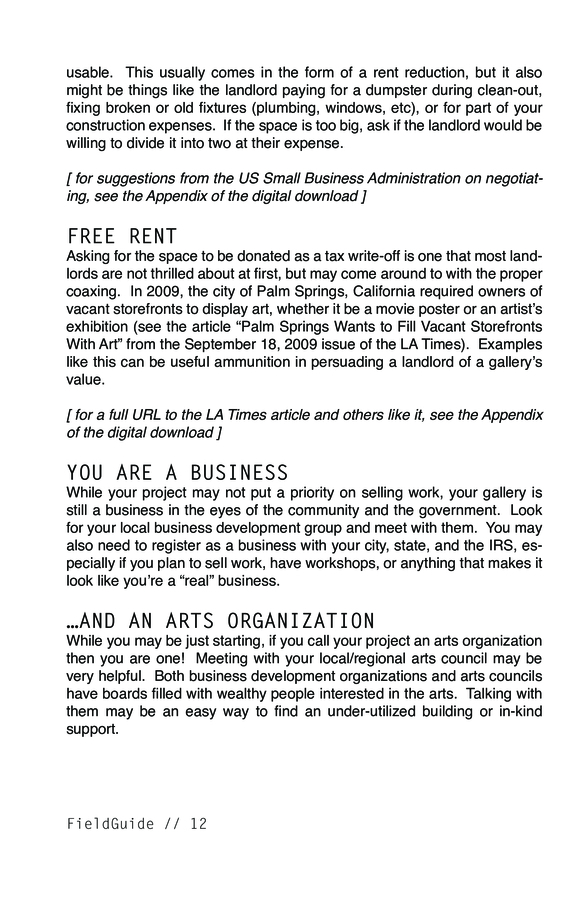 usable.  This usually comes in the form of a rent reduction, but it also
might be things like the landlord paying for a dumpster during clean-out,
fixing broken or old fixtures (plumbing, windows, etc), or for part of your
construction expenses.  If the space is too big, ask if the landlord would be
willing to divide it into two at their expense.
[ for suggestions from the US Small Business Administration on negotiat-
ing, see the Appendix of the digital download ]
FREE RENT
Asking for the space to be donated as a tax write-off is one that most land-
lords are not thrilled about at first, but may come around to with the proper
coaxing.  In 2009, the city of Palm Springs, California required owners of
vacant storefronts to display art, whether it be a movie poster or an artist's
exhibition (see the article “Palm Springs Wants to Fill Vacant Storefronts
With Art” from the September 18, 2009 issue of the LA Times).  Examples
like this can be useful ammunition in persuading a landlord of a gallery's
value.
[ for a full URL to the LA Times article and others like it, see the Appendix
of the digital download ]
YOU ARE A BUSINESS
While your project may not put a priority on selling work, your gallery is
still a business in the eyes of the community and the government.  Look
for your local business development group and meet with them.  You may
also need to register as a business with your city, state, and the IRS, es-
pecially if you plan to sell work, have workshops, or anything that makes it
look like you're a “real” business.
…AND AN ARTS ORGANIZATION
While you may be just starting, if you call your project an arts organization
then you are one!  Meeting with your local/regional arts council may be
very helpful.  Both business development organizations and arts councils
have boards filled with wealthy people interested in the arts.  Talking with
them may be an easy way to find an under-utilized building or in-kind
support.
FieldGuide // 12